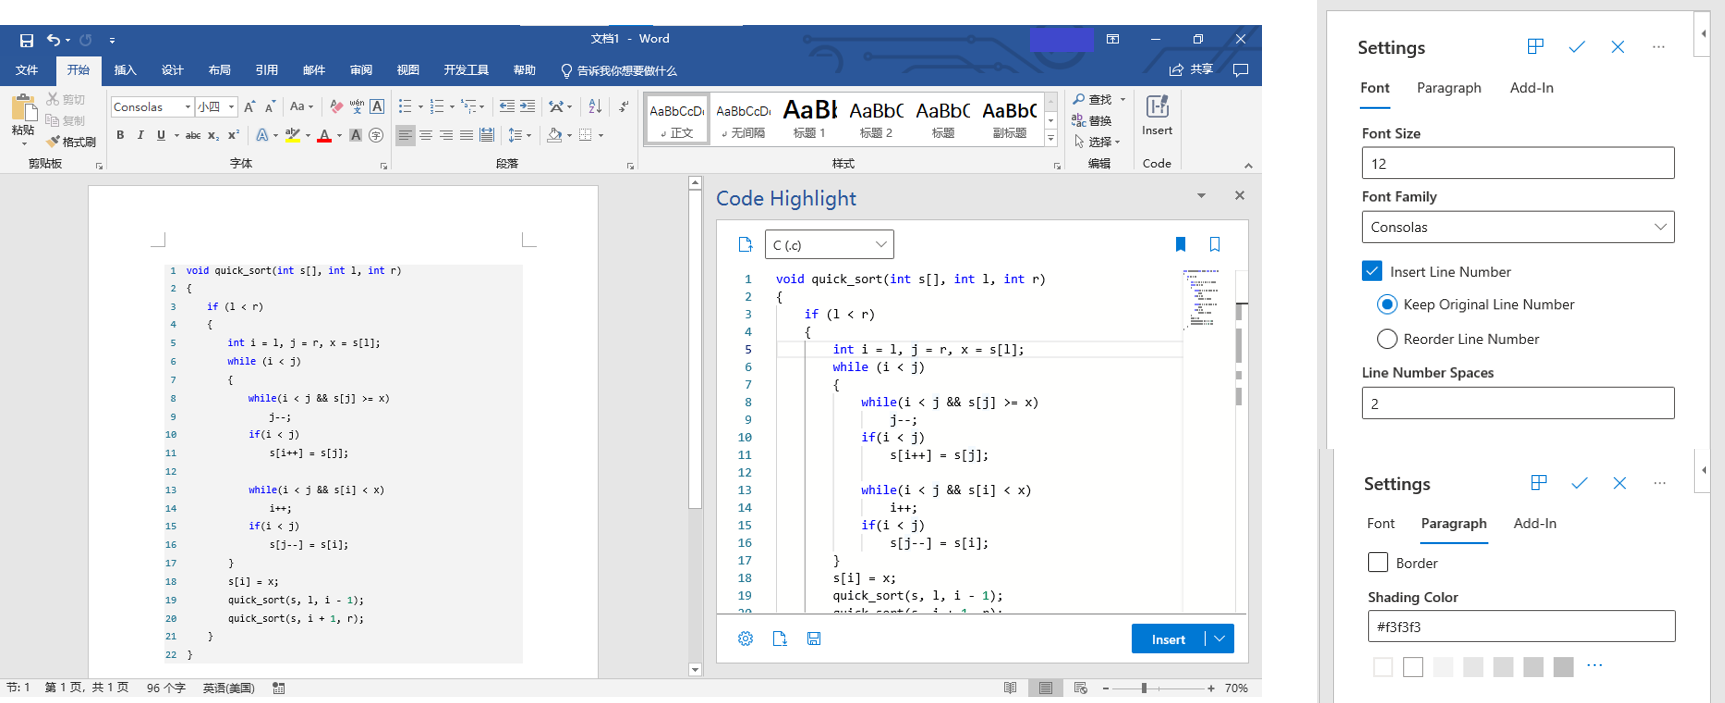 文档1 - Word
文件 开始 插入 设计 布局 引用 邮件 审阅 视图 开发工具 帮助 告诉我你想要做什么 共享
粘贴
剪切
复制
格式刷
剪贴板
Consolas 小四 A A Aa wén 文 A
B I U abc x₂ x² A aby A A 字
字体
段落
AaBbCcDı AaBbCcDı AaBl AaBbC AaBbC AaBbC
正文 无间隔 标题 1 标题 2 标题 副标题
样式
查找
替换
选择
编辑
Insert
Code
1 void quick_sort(int s[], int l, int r)
2 {
3 if (l < r)
4 {
5 int i = l, j = r, x = s[l];
6 while (i < j)
7 {
8 while(i < j && s[j] >= x)
9 j--;
10 if(i < j)
11 s[i++] = s[j];
12
13 while(i < j && s[i] < x)
14 i++;
15 if(i < j)
16 s[j--] = s[i];
17 }
18 s[i] = x;
19 quick_sort(s, l, i - 1);
20 quick_sort(s, i + 1, r);
21 }
22 }
Code Highlight
C (.c)
1 void quick_sort(int s[], int l, int r)
2 {
3 if (l < r)
4 {
5 int i = l, j = r, x = s[l];
6 while (i < j)
7 {
8 while(i < j && s[j] >= x)
9 j--;
10 if(i < j)
11 s[i++] = s[j];
12
13 while(i < j && s[i] < x)
14 i++;
15 if(i < j)
16 s[j--] = s[i];
17 }
18 s[i] = x;
19 quick_sort(s, l, i - 1);
20 quick_sort(s, i + 1, r);
Insert
节: 1 第 1 页, 共 1 页 96 个字 英语(美国) 70%
Settings
Font Paragraph Add-In
Font Size
12
Font Family
Consolas
Insert Line Number
Keep Original Line Number
Reorder Line Number
Line Number Spaces
2
Settings
Font Paragraph Add-In
Border
Shading Color
#f3f3f3